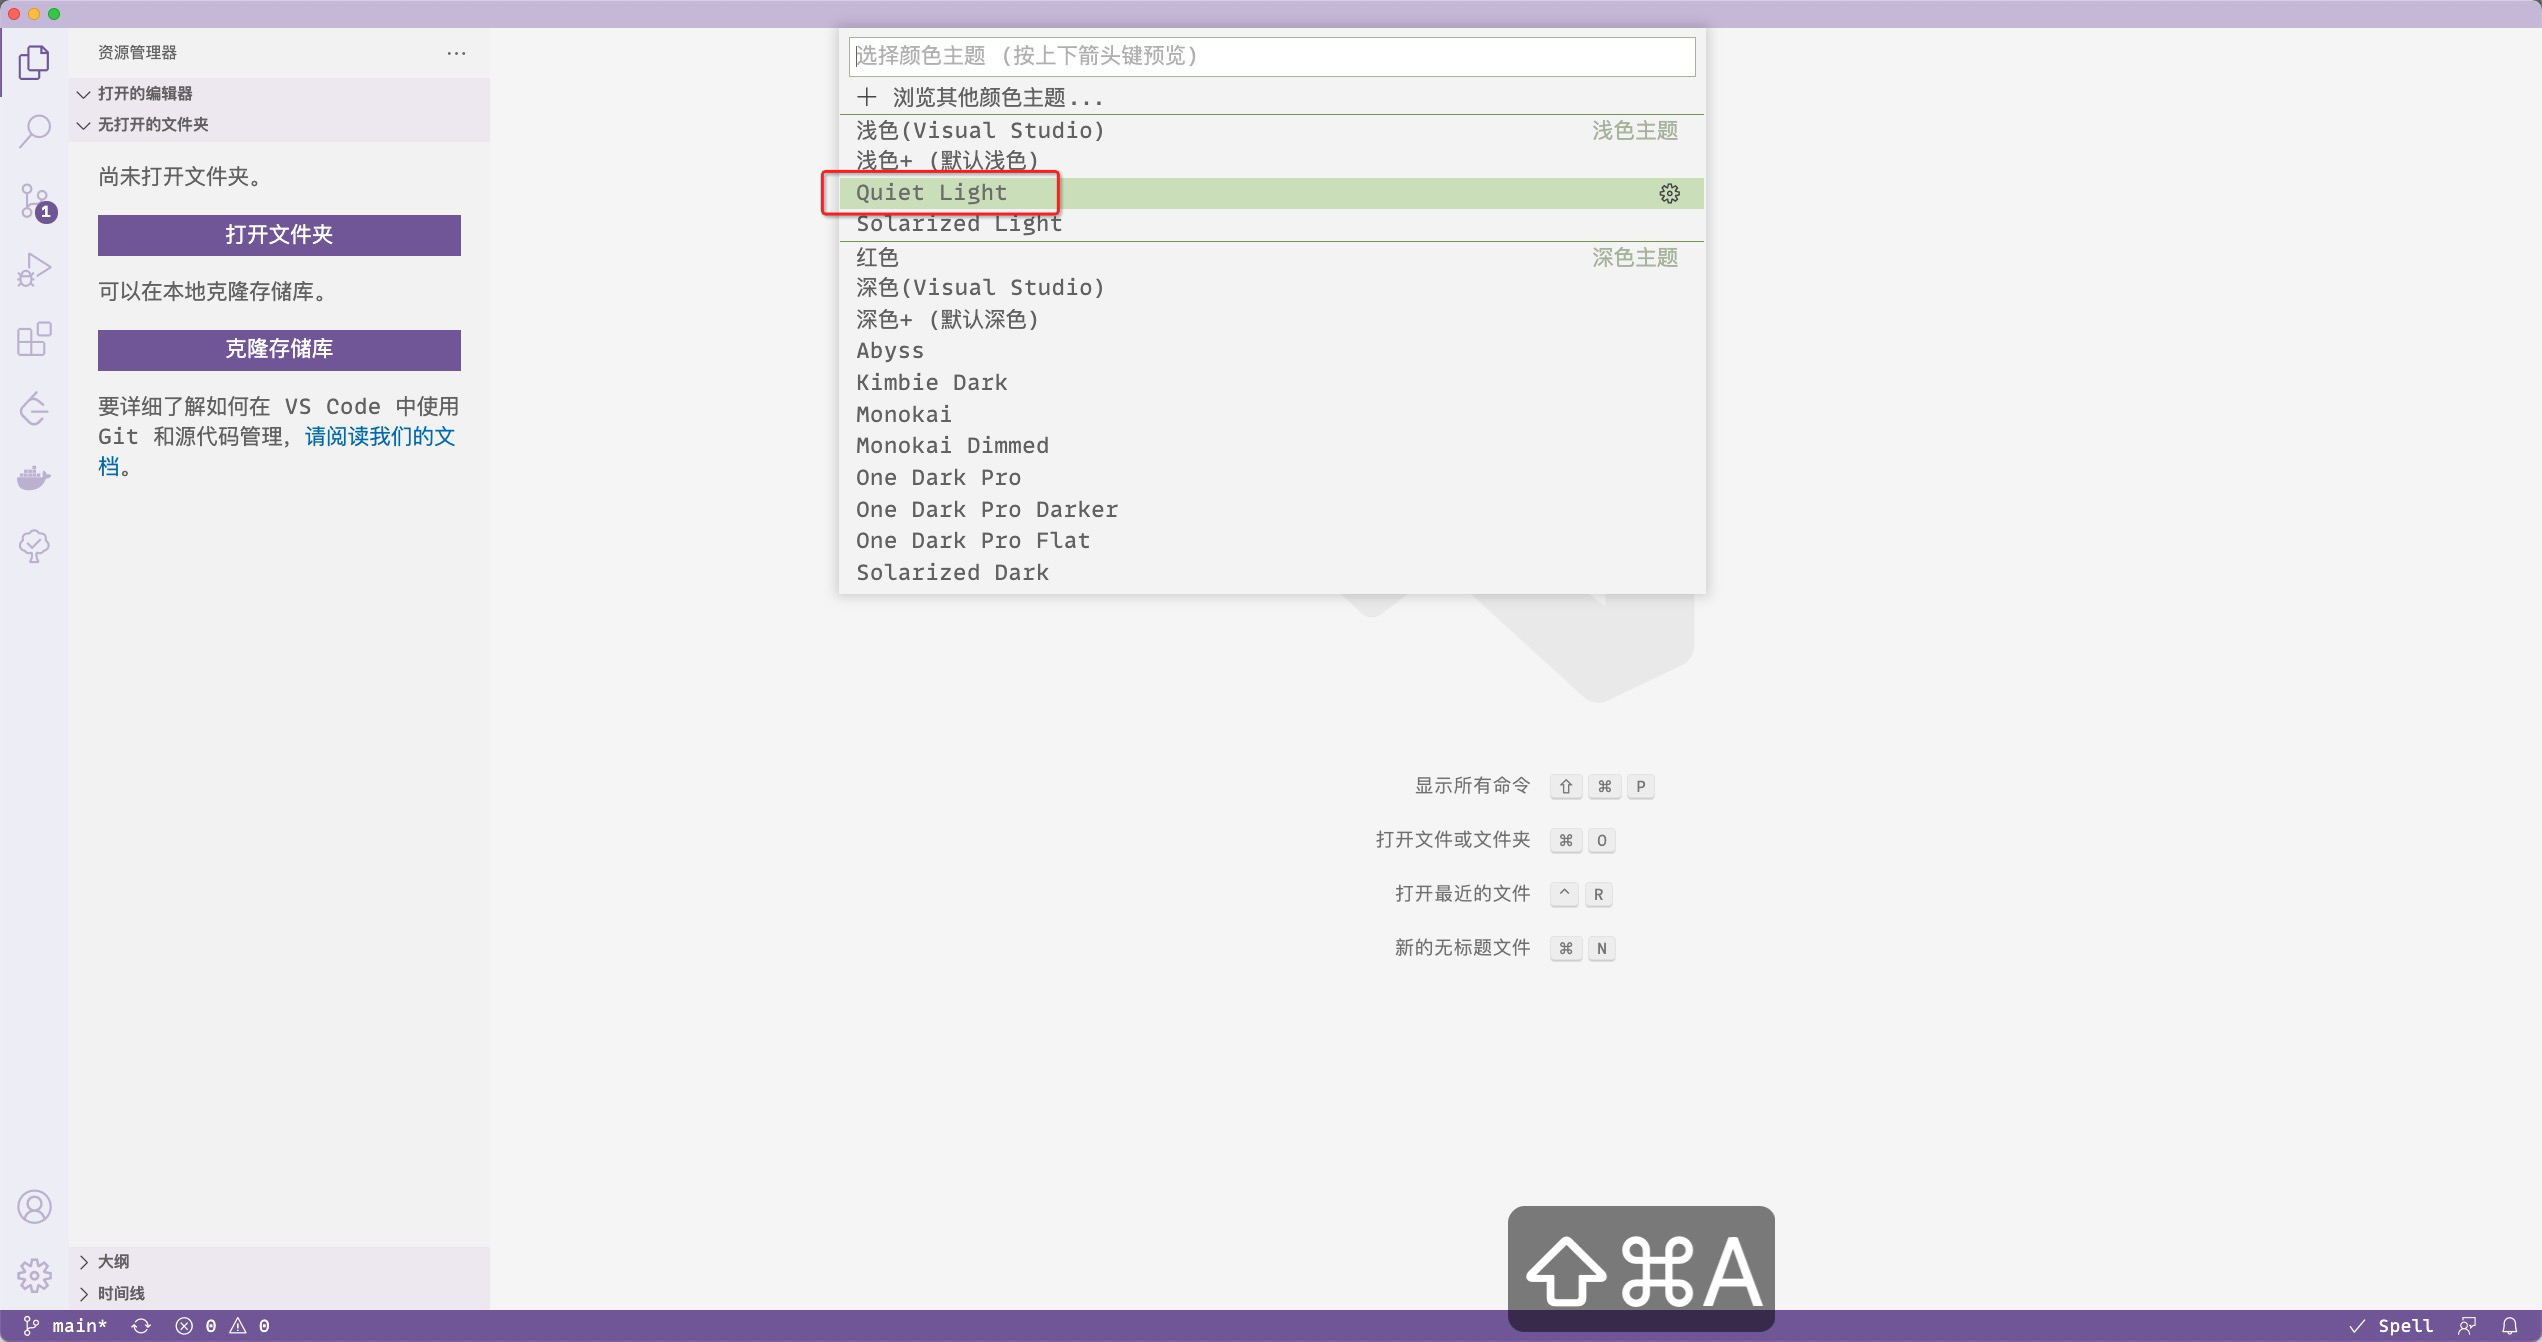 资源管理器
打开的编辑器
无打开的文件夹
尚未打开文件夹。
打开文件夹
可以在本地克隆存储库。
克隆存储库
要详细了解如何在 VS Code 中使用
Git 和源代码管理，请阅读我们的文
档。
1
大纲
时间线
选择颜色主题 (按上下箭头键预览)
浏览其他颜色主题...
浅色(Visual Studio) 浅色主题
浅色+ (默认浅色)
Quiet Light
Solarized Light
红色 深色主题
深色(Visual Studio)
深色+ (默认深色)
Abyss
Kimbie Dark
Monokai
Monokai Dimmed
One Dark Pro
One Dark Pro Darker
One Dark Pro Flat
Solarized Dark
显示所有命令 ⇧ ⌘ P
打开文件或文件夹 ⌘ O
打开最近的文件 ^ R
新的无标题文件 ⌘ N
⇧⌘A
main* 0 0 Spell